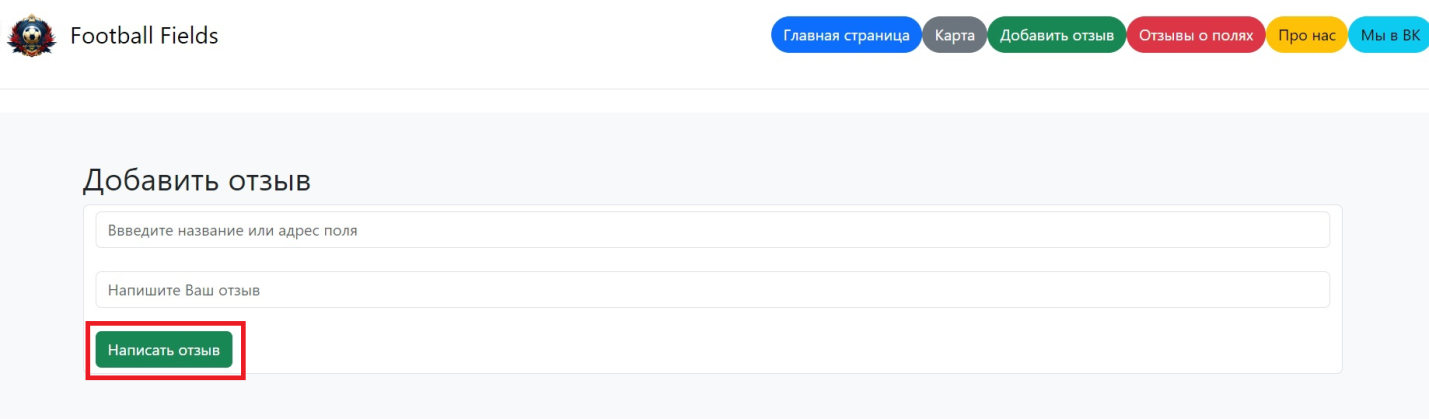 Football Fields
Главная страница Карта Добавить отзыв Отзывы о полях Про нас Мы в ВК
Добавить отзыв
Ввведите название или адрес поля
Напишите Ваш отзыв
Написать отзыв